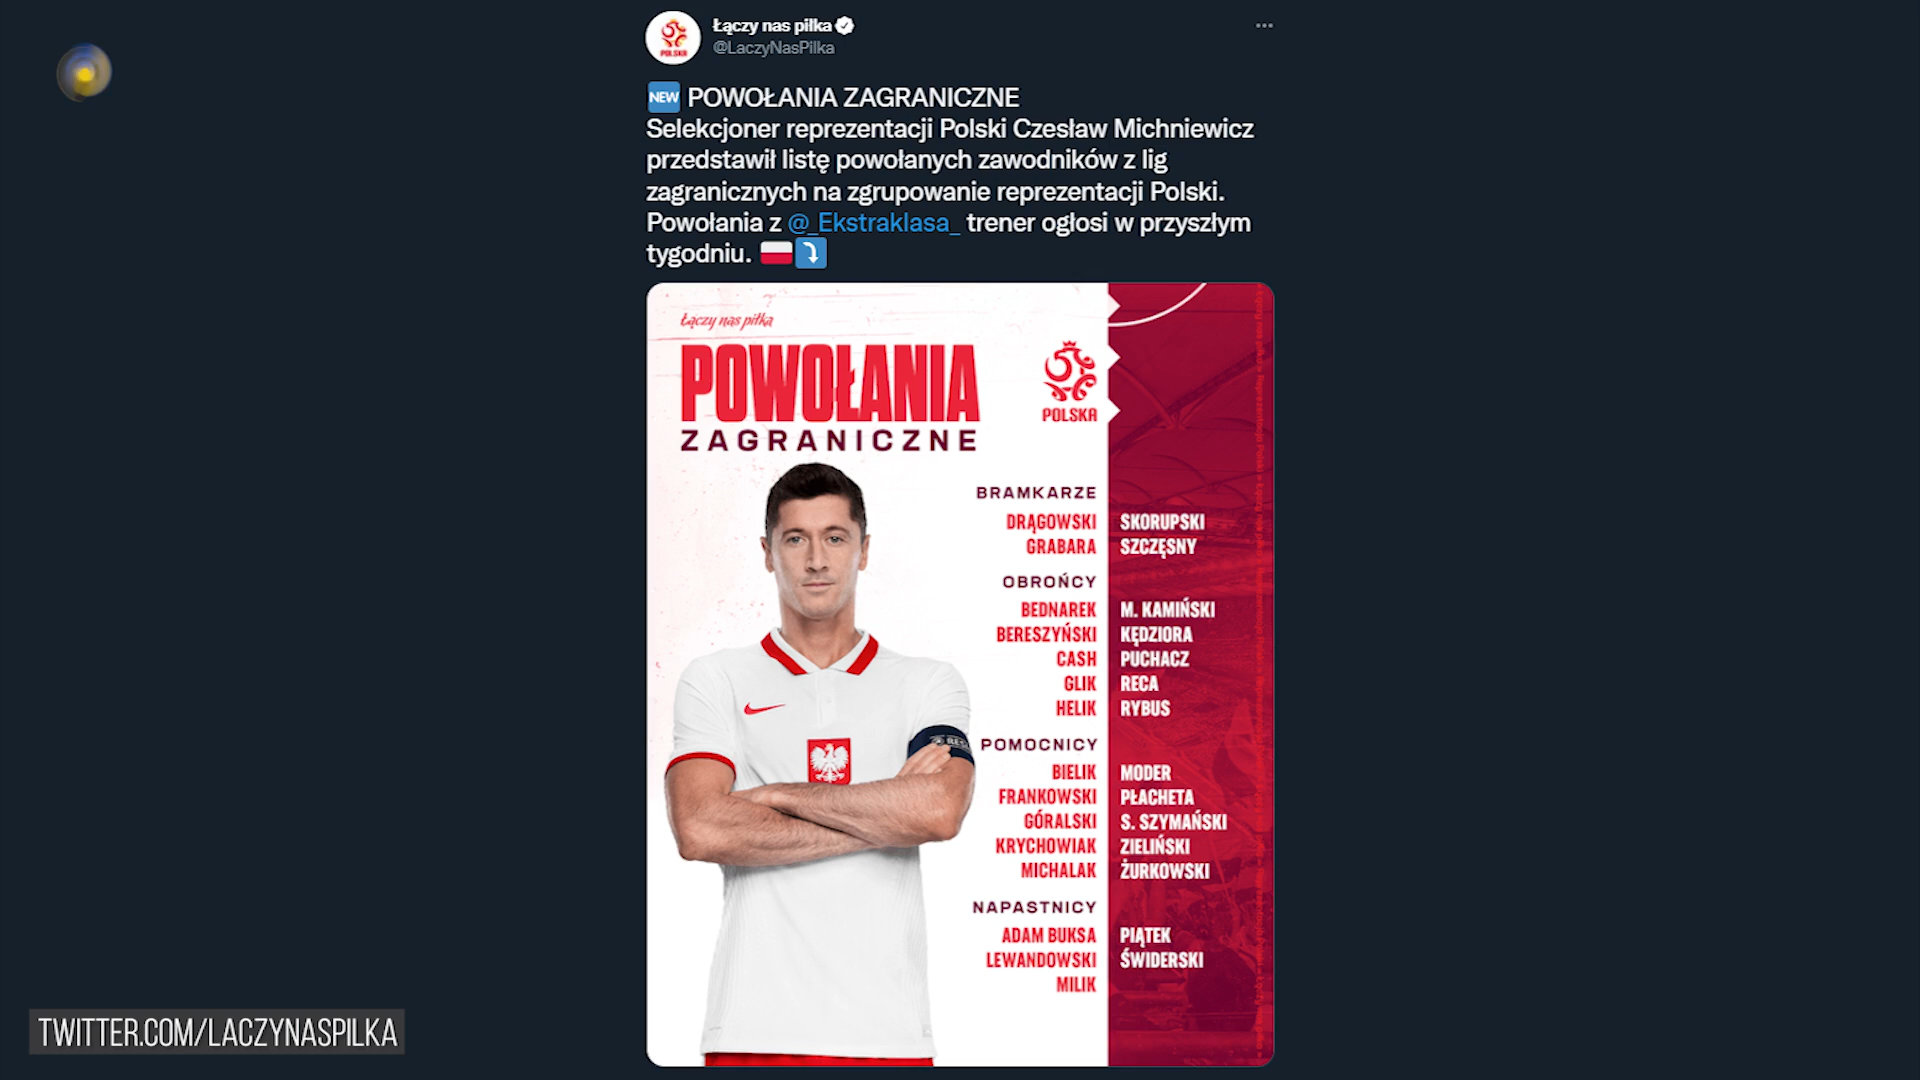 Łączy nas piłka
@LaczyNasPilka
NEW POWOŁANIA ZAGRANICZNE
Selekcjoner reprezentacji Polski Czesław Michniewicz
przedstawił listę powołanych zawodników z lig
zagranicznych na zgrupowanie reprezentacji Polski.
Powołania z @_Ekstraklasa_ trener ogłosi w przyszłym
tygodniu.
Łączy nas piłka
POWOŁANIA
ZAGRANICZNE
POLSKA
BRAMKARZE
DRĄGOWSKI SKORUPSKI
GRABARA SZCZĘSNY
OBROŃCY
BEDNAREK M. KAMIŃSKI
BERESZYŃSKI KĘDZIORA
CASH PUCHACZ
GLIK RECA
HELIK RYBUS
POMOCNICY
BIELIK MODER
FRANKOWSKI PŁACHETA
GÓRALSKI S. SZYMAŃSKI
KRYCHOWIAK ZIELIŃSKI
MICHALAK ŻURKOWSKI
NAPASTNICY
ADAM BUKSA PIĄTEK
LEWANDOWSKI ŚWIDERSKI
MILIK
TWITTER.COM/LACZYNASPILKA